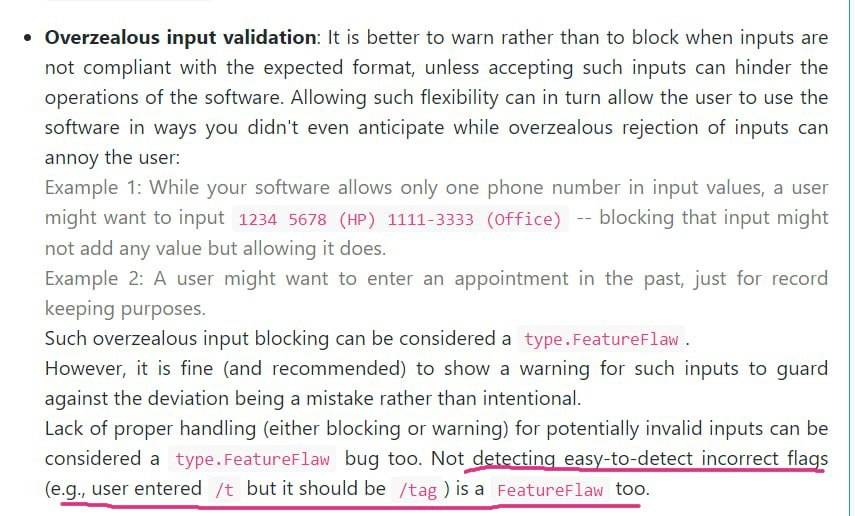 Overzealous input validation: It is better to warn rather than to block when inputs are
not compliant with the expected format, unless accepting such inputs can hinder the
operations of the software. Allowing such flexibility can in turn allow the user to use the
software in ways you didn't even anticipate while overzealous rejection of inputs can
annoy the user:
Example 1: While your software allows only one phone number in input values, a user
might want to input 1234 5678 (HP) 1111-3333 (Office) -- blocking that input might
not add any value but allowing it does.
Example 2: A user might want to enter an appointment in the past, just for record
keeping purposes.
Such overzealous input blocking can be considered a type.FeatureFlaw.
However, it is fine (and recommended) to show a warning for such inputs to guard
against the deviation being a mistake rather than intentional.
Lack of proper handling (either blocking or warning) for potentially invalid inputs can be
considered a type.FeatureFlaw bug too. Not detecting easy-to-detect incorrect flags
(e.g., user entered /t but it should be /tag) is a FeatureFlaw too.